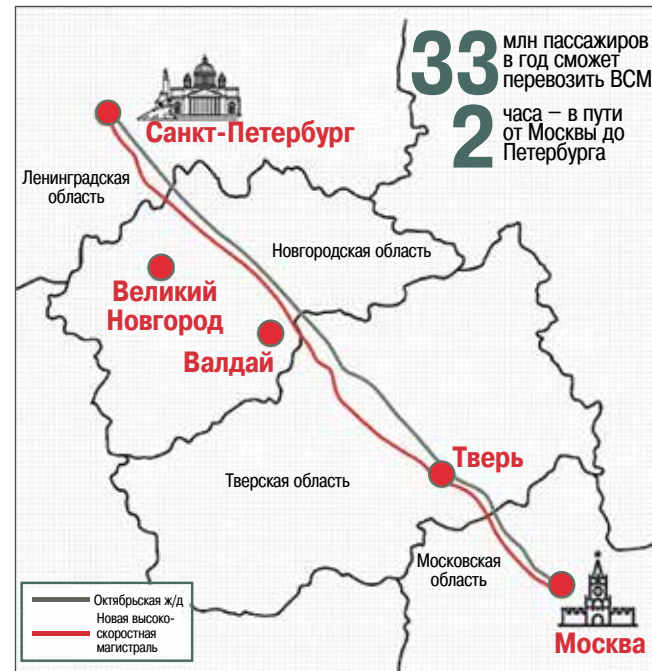 33
млн пассажиров
в год сможет
перевозить ВСМ
2
часа – в пути
от Москвы до
Петербурга
Санкт-Петербург
Ленинградская
область
Новгородская область
Великий
Новгород
Валдай
Тверь
Тверская область
Московская
область
Москва
Октябрьская ж/д
Новая высоко-
скоростная
магистраль